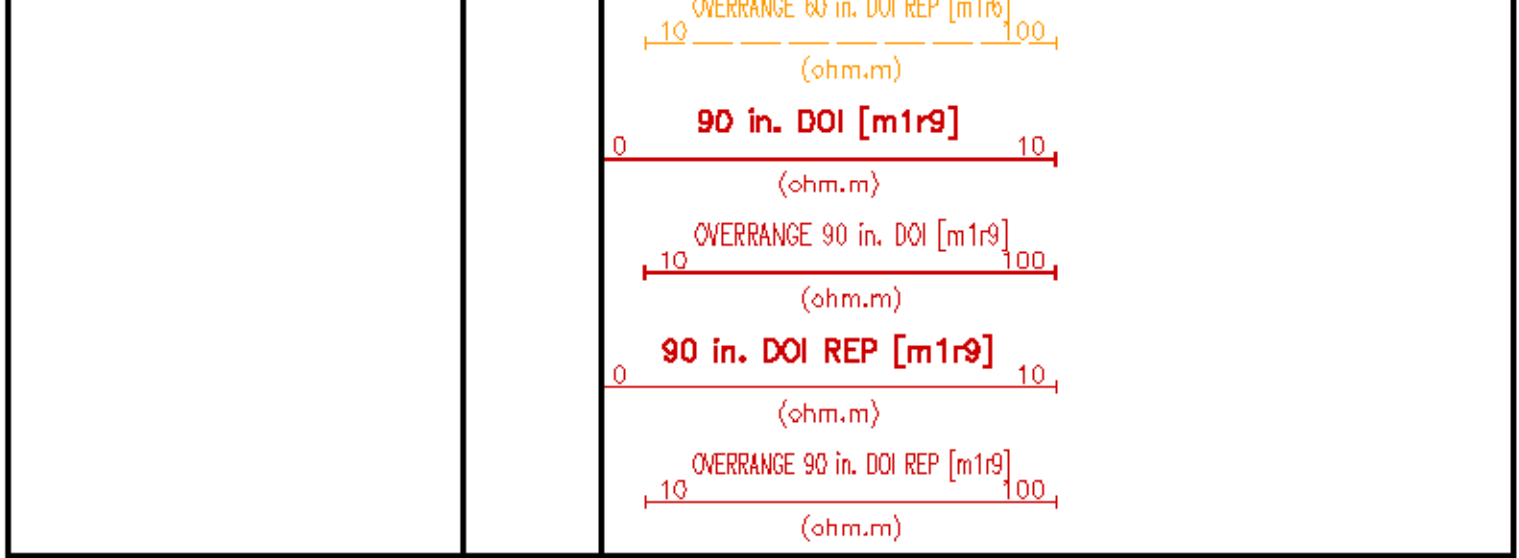 OVERRANGE 60 in. DOI REP [m1r6]
10 100
(ohm.m)
90 in. DOI [m1r9]
0 10
(ohm.m)
OVERRANGE 90 in. DOI [m1r9]
10 100
(ohm.m)
90 in. DOI REP [m1r9]
0 10
(ohm.m)
OVERRANGE 90 in. DOI REP [m1r9]
10 100
(ohm.m)